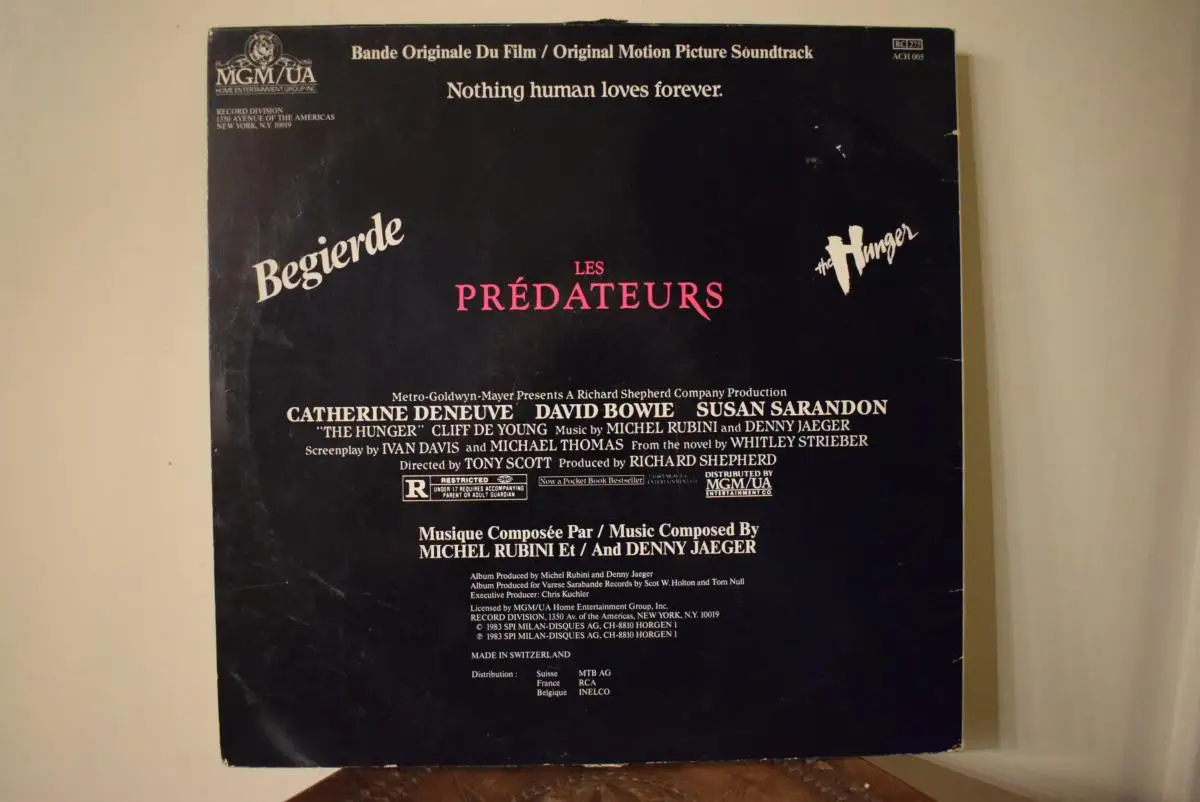 MGM/UA
HOME ENTERTAINMENT GROUP INC.
RECORD DIVISION
1350 AVENUE OF THE AMERICAS
NEW YORK, N.Y. 10019
Bande Originale Du Film / Original Motion Picture Soundtrack
Nothing human loves forever.
RC 275
ACH 005
Begierde
LES
PRÉDATEURS
the Hunger
Metro-Goldwyn-Mayer Presents A Richard Shepherd Company Production
CATHERINE DENEUVE DAVID BOWIE SUSAN SARANDON
"THE HUNGER" CLIFF DE YOUNG Music by MICHEL RUBINI and DENNY JAEGER
Screenplay by IVAN DAVIS and MICHAEL THOMAS From the novel by WHITLEY STRIEBER
Directed by TONY SCOTT Produced by RICHARD SHEPHERD
R RESTRICTED
UNDER 17 REQUIRES ACCOMPANYING
PARENT OR ADULT GUARDIAN
Now a Pocket Book Bestseller
DISTRIBUTED BY
MGM/UA
ENTERTAINMENT CO.
Musique Composée Par / Music Composed By
MICHEL RUBINI Et / And DENNY JAEGER
Album Produced by Michel Rubini and Denny Jaeger
Album Produced for Varese Sarabande Records by Scot W. Holton and Tom Null
Executive Producer: Chris Kuchler
Licensed by MGM/UA Home Entertainment Group, Inc.
RECORD DIVISION, 1350 Av. of the Americas, NEW YORK, N.Y. 10019
© 1983 SPI MILAN-DISQUES AG, CH-8810 HORGEN 1
℗ 1983 SPI MILAN-DISQUES AG, CH-8810 HORGEN 1
MADE IN SWITZERLAND
Distribution : Suisse MTB AG
France RCA
Belgique INELCO